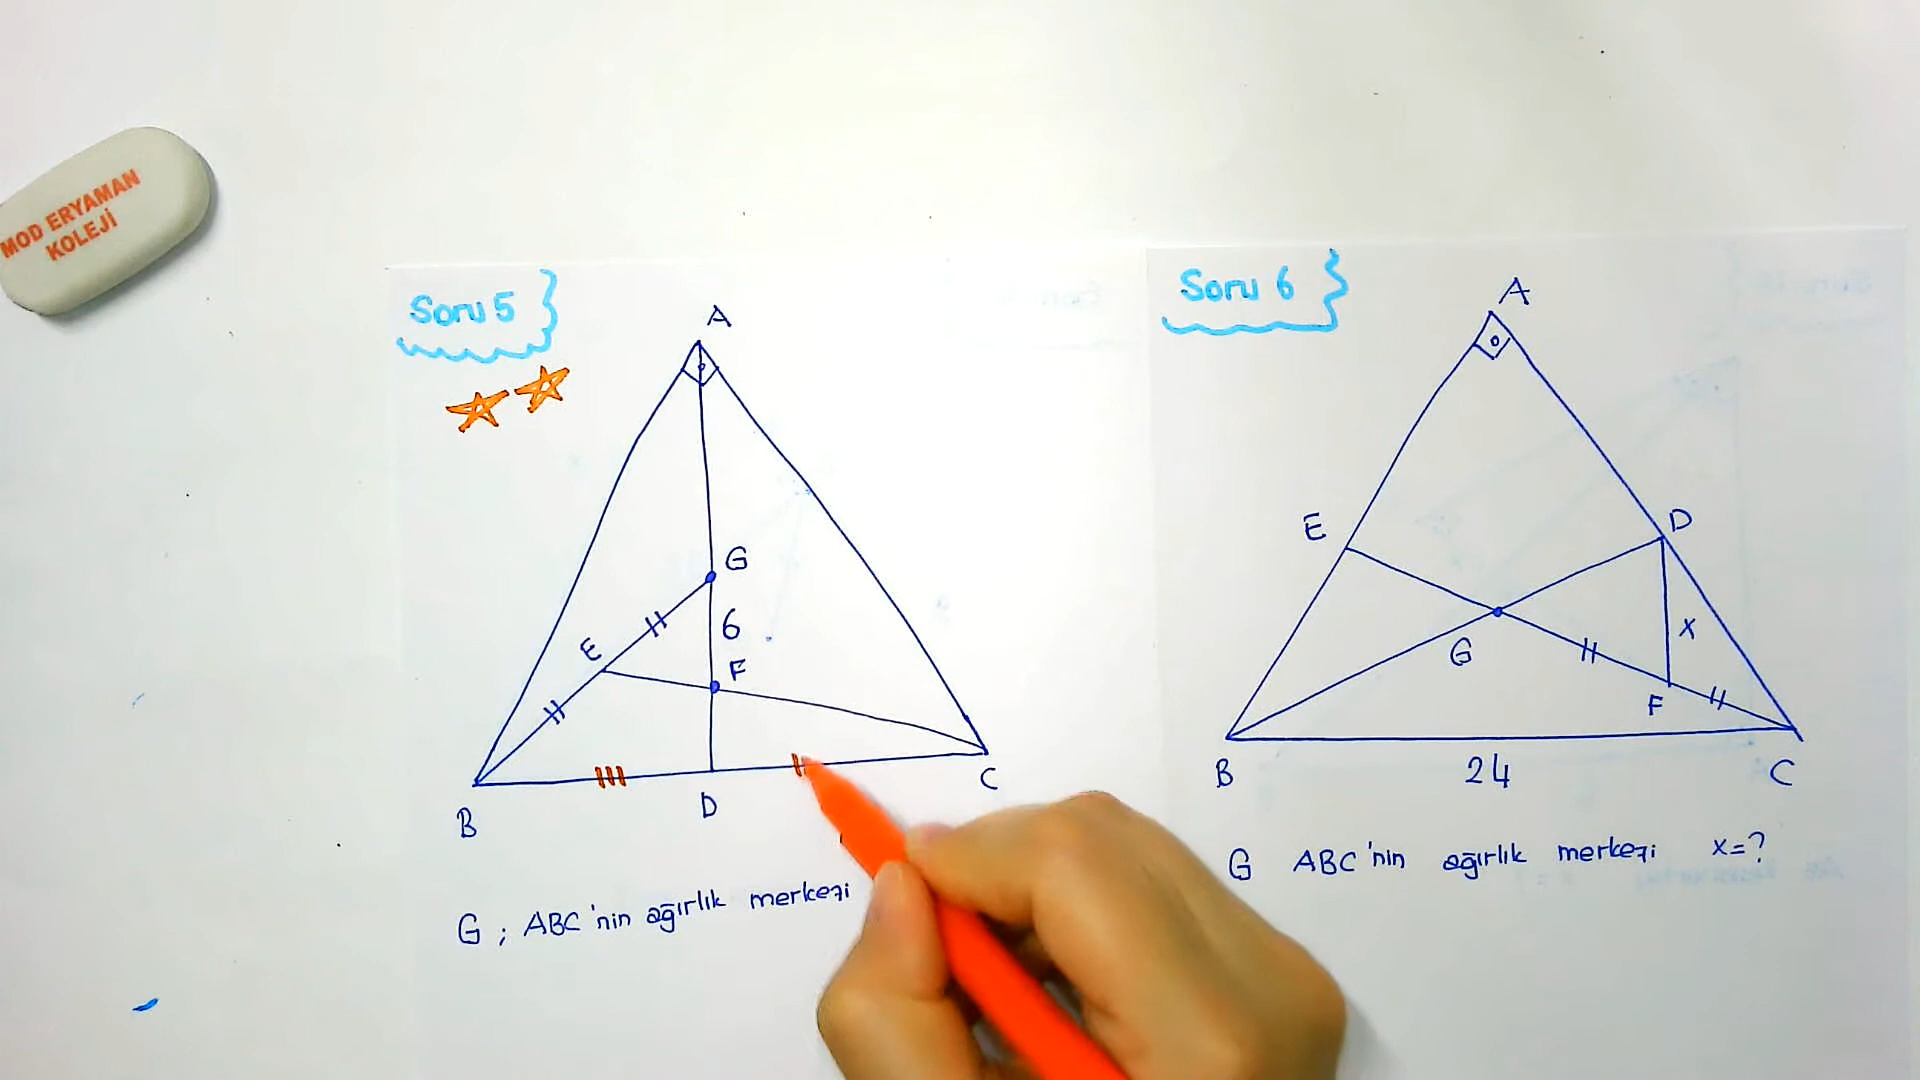 MOD ERYAMAN
KOLEJİ
Soru 5
A
G
6
E
F
B
D
C
G ; ABC'nin ağırlık merkezi
Soru 6
A
E
D
x
G
F
B
24
C
G ABC'nin ağırlık merkezi x=?